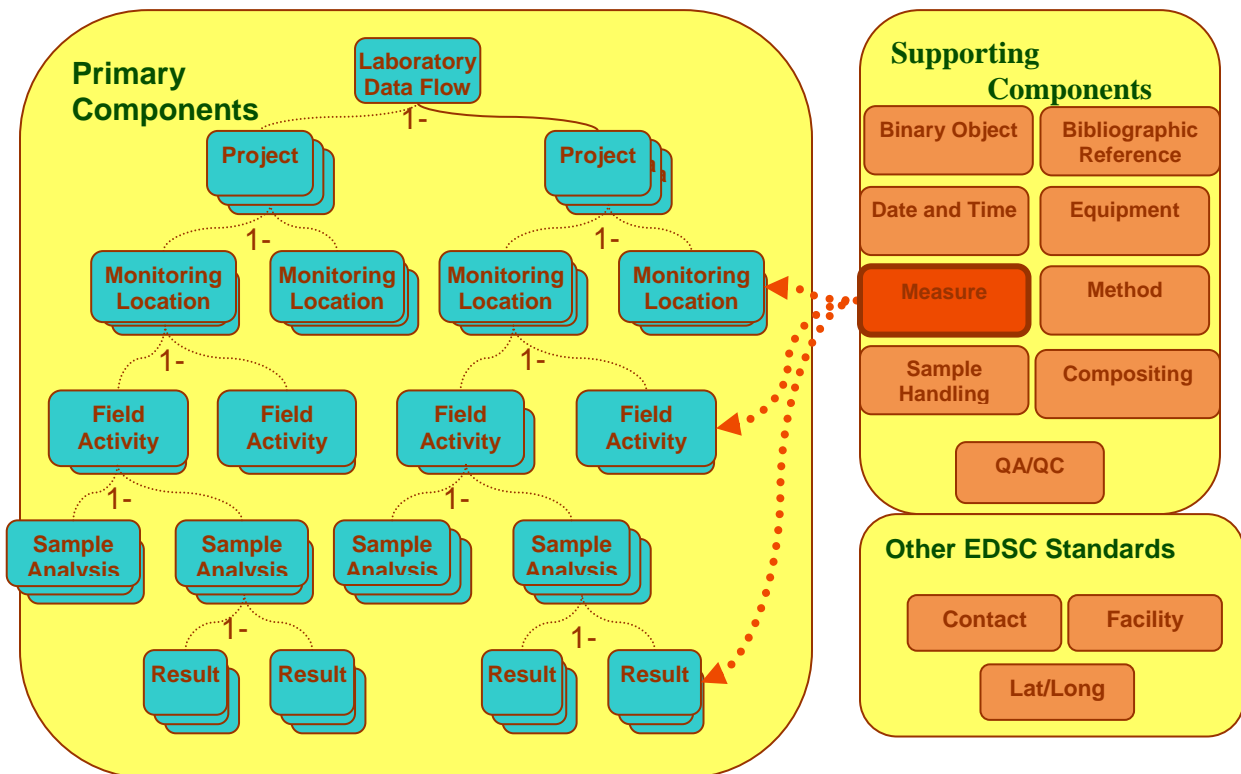 Primary
Components
Laboratory
Data Flow
1-
Project
Project
a
1-
1-
Monitoring
Location
Monitoring
Location
Monitoring
Location
Monitoring
Location
1-
1-
Field
Activity
Field
Activity
Field
Activity
Field
Activity
1-
1-
Sample
Analysis
Sample
Analysis
Sample
Analysis
Sample
Analysis
1-
1-
Result
Result
Result
Result
Supporting
Components
Binary Object
Bibliographic
Reference
Date and Time
Equipment
Measure
Method
Sample
Handling
Compositing
QA/QC
Other EDSC Standards
Contact
Facility
Lat/Long